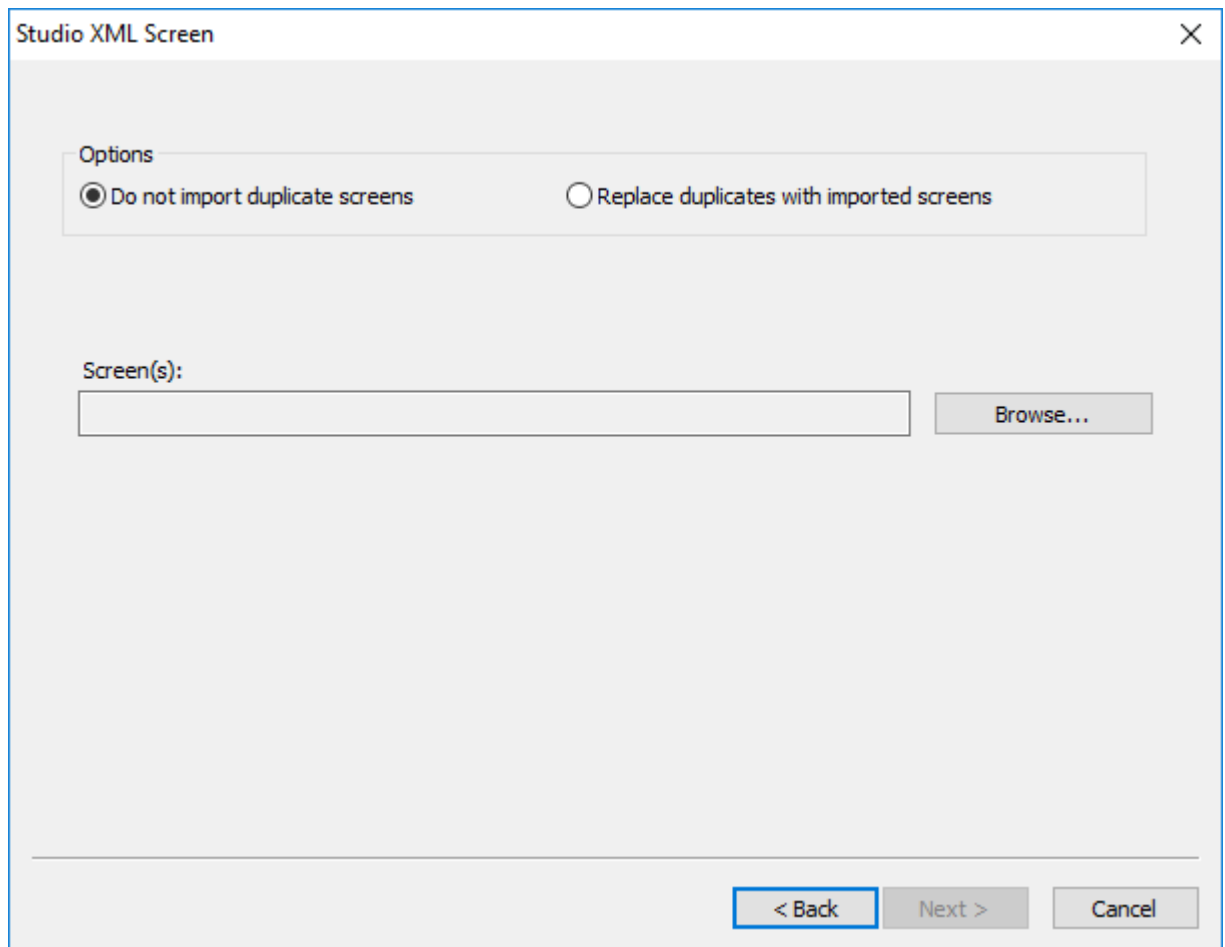 Studio XML Screen
Options
Do not import duplicate screens
Replace duplicates with imported screens
Screen(s):
Browse...
< Back
Next >
Cancel